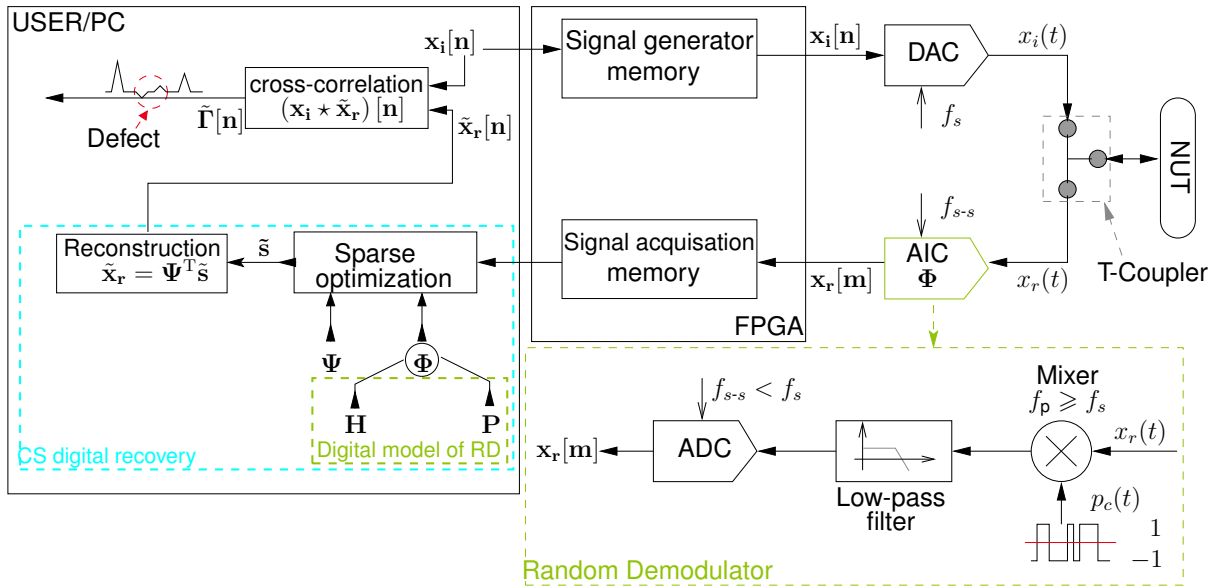 USER/PC
x_i[n]
Signal generator
memory
x_i[n]
DAC
x_i(t)
f_s
cross-correlation
(x_i ⋆ x̃_r) [n]
Γ̃[n]
Defect
x̃_r[n]
NUT
T-Coupler
f_{s-s}
AIC
Φ
x_r(t)
x_r[m]
Signal acquisation
memory
FPGA
Reconstruction
x̃_r = Ψ^T s̃
s̃
Sparse
optimization
Ψ
Φ
H
P
Digital model of RD
CS digital recovery
x_r[m]
ADC
f_{s-s} < f_s
Low-pass
filter
Mixer
f_p ⩾ f_s
x_r(t)
p_c(t)
1
−1
Random Demodulator